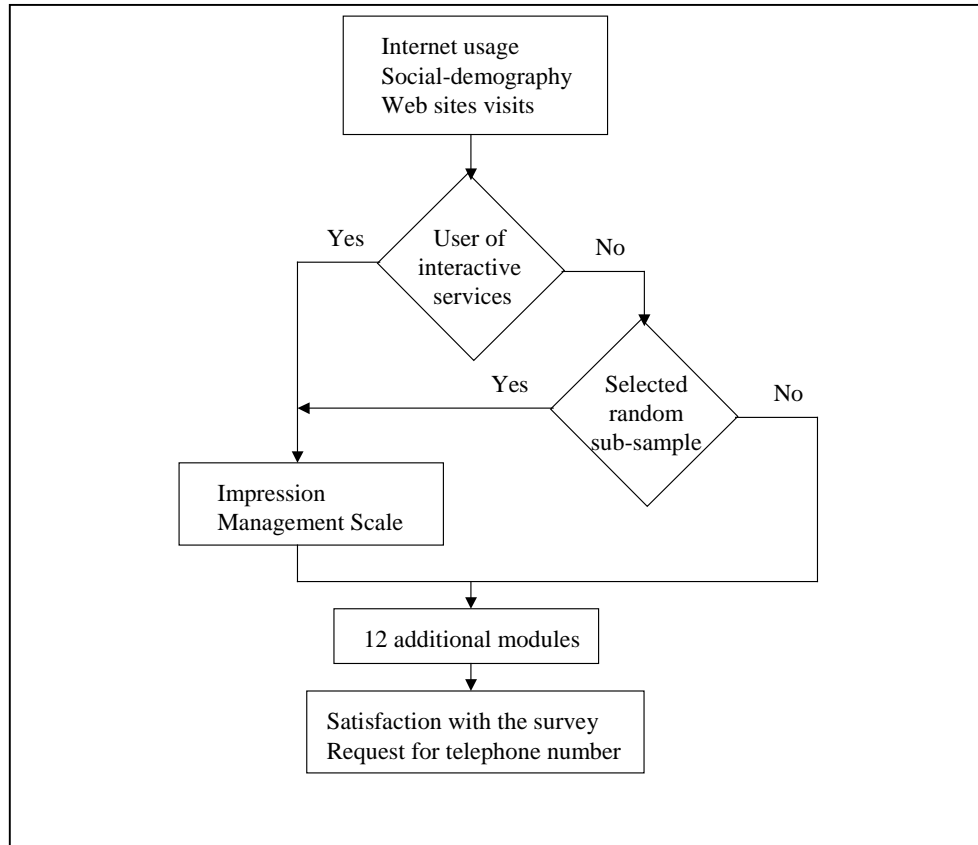 Internet usage
Social-demography
Web sites visits
Yes
User of
interactive
services
No
Yes
Selected
random
sub-sample
No
Impression
Management Scale
12 additional modules
Satisfaction with the survey
Request for telephone number